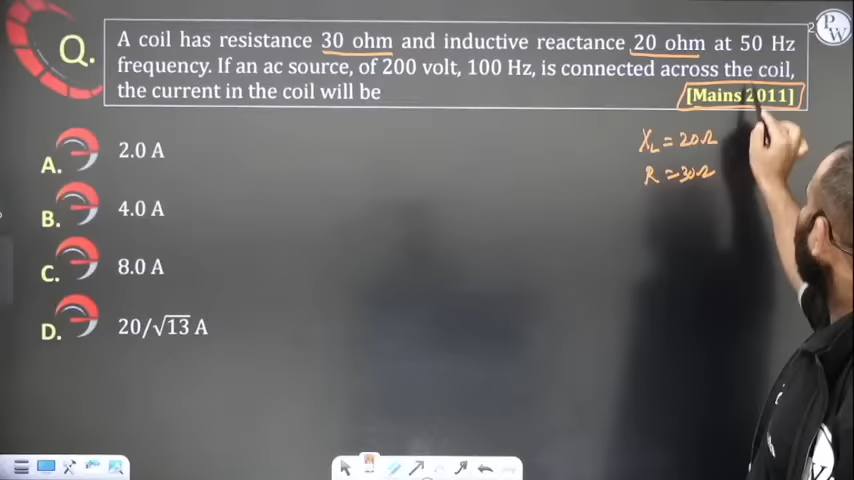 Q.
A coil has resistance 30 ohm and inductive reactance 20 ohm at 50 Hz
frequency. If an ac source, of 200 volt, 100 Hz, is connected across the coil,
the current in the coil will be
[Mains 2011]
X_L = 20Ω
R = 30Ω
A. 2.0 A
B. 4.0 A
C. 8.0 A
D. 20/√13 A
PW